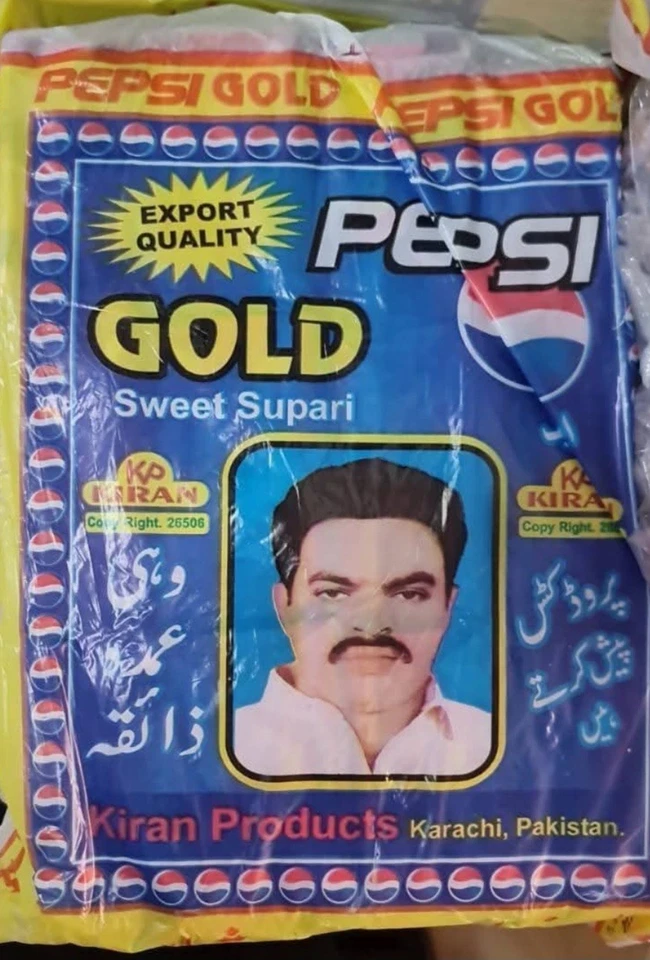 PEPSI GOLD
EPSI GOL
EXPORT
QUALITY
PEPSI
GOLD
Sweet Supari
KP
KIRAN
Copy Right. 26506
KIRA
Copy Right.
وہی
عمدہ
ذائقہ
پروڈکٹس
پیش کرتے
ہیں
Kiran Products Karachi, Pakistan.